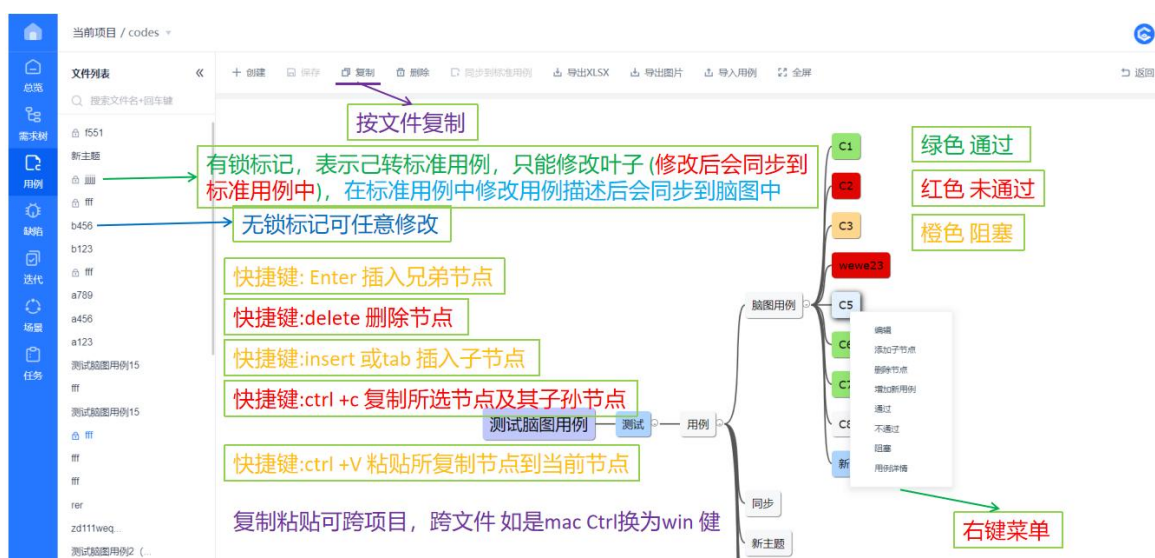 当前项目 / codes
总览
需求树
用例
缺陷
迭代
场景
任务
文件列表 «
搜索文件名+回车键
f551
新主题
jjjjjj
fff
b456
b123
fff
a789
a456
a123
测试脑图用例15
fff
测试脑图用例15
fff
fff
fff
rer
zd111weq...
测试脑图用例2 (...
创建 保存 复制 删除 同步到标准用例 导出XLSX 导出图片 导入用例 全屏 返回
按文件复制
有锁标记，表示己转标准用例，只能修改叶子 (修改后会同步到
标准用例中)，在标准用例中修改用例描述后会同步到脑图中
无锁标记可任意修改
快捷键: Enter 插入兄弟节点
快捷键:delete 删除节点
快捷键:insert 或tab 插入子节点
快捷键:ctrl +c 复制所选节点及其子孙节点
快捷键:ctrl +V 粘贴所复制节点到当前节点
复制粘贴可跨项目，跨文件 如是mac Ctrl换为win 健
测试脑图用例
测试
用例
脑图用例
同步
新主题
C1
C2
C3
wewe23
C5
C6
C7
C8
新
编辑
添加子节点
删除节点
增加新用例
通过
不通过
阻塞
用例详情
绿色 通过
红色 未通过
橙色 阻塞
右键菜单